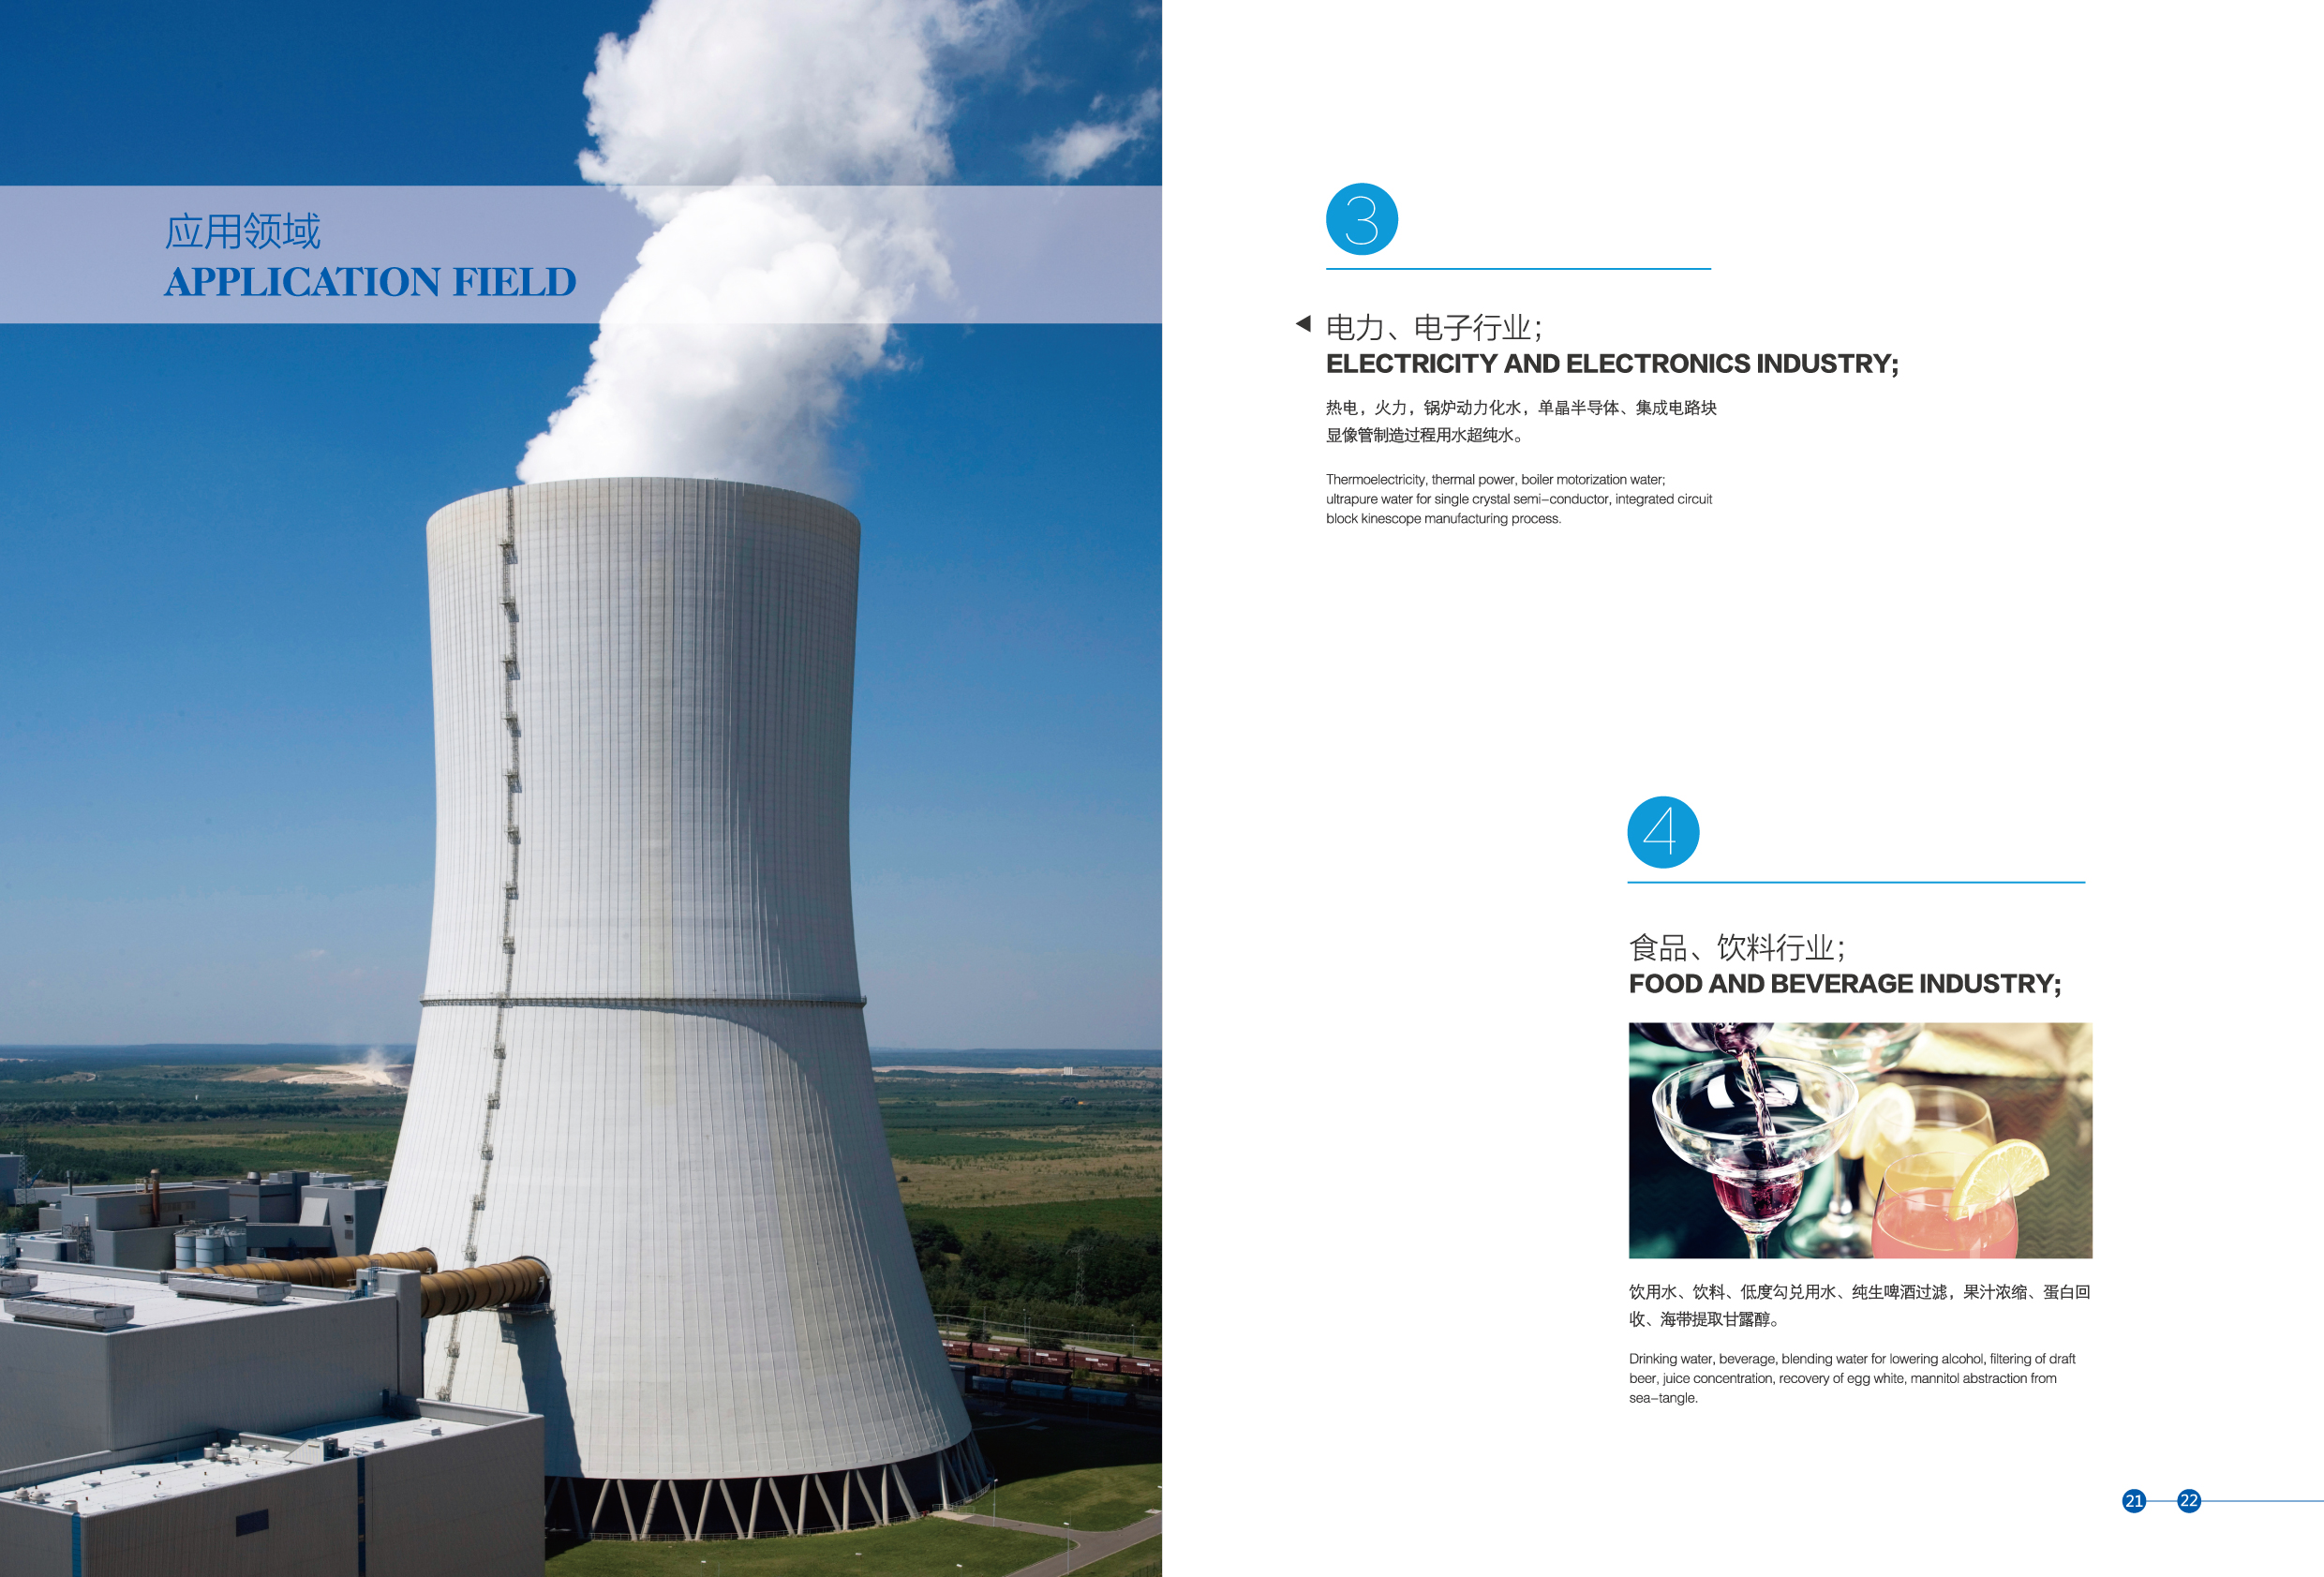 应用领域
APPLICATION FIELD
3
电力、电子行业；
ELECTRICITY AND ELECTRONICS INDUSTRY;
热电，火力，锅炉动力化水，单晶半导体、集成电路块
显像管制造过程用水超纯水。
Thermoelectricity, thermal power, boiler motorization water;
ultrapure water for single crystal semi-conductor, integrated circuit
block kinescope manufacturing process.
4
食品、饮料行业；
FOOD AND BEVERAGE INDUSTRY;
饮用水、饮料、低度勾兑用水、纯生啤酒过滤，果汁浓缩、蛋白回
收、海带提取甘露醇。
Drinking water, beverage, blending water for lowering alcohol, filtering of draft
beer, juice concentration, recovery of egg white, mannitol abstraction from
sea-tangle.
21 22